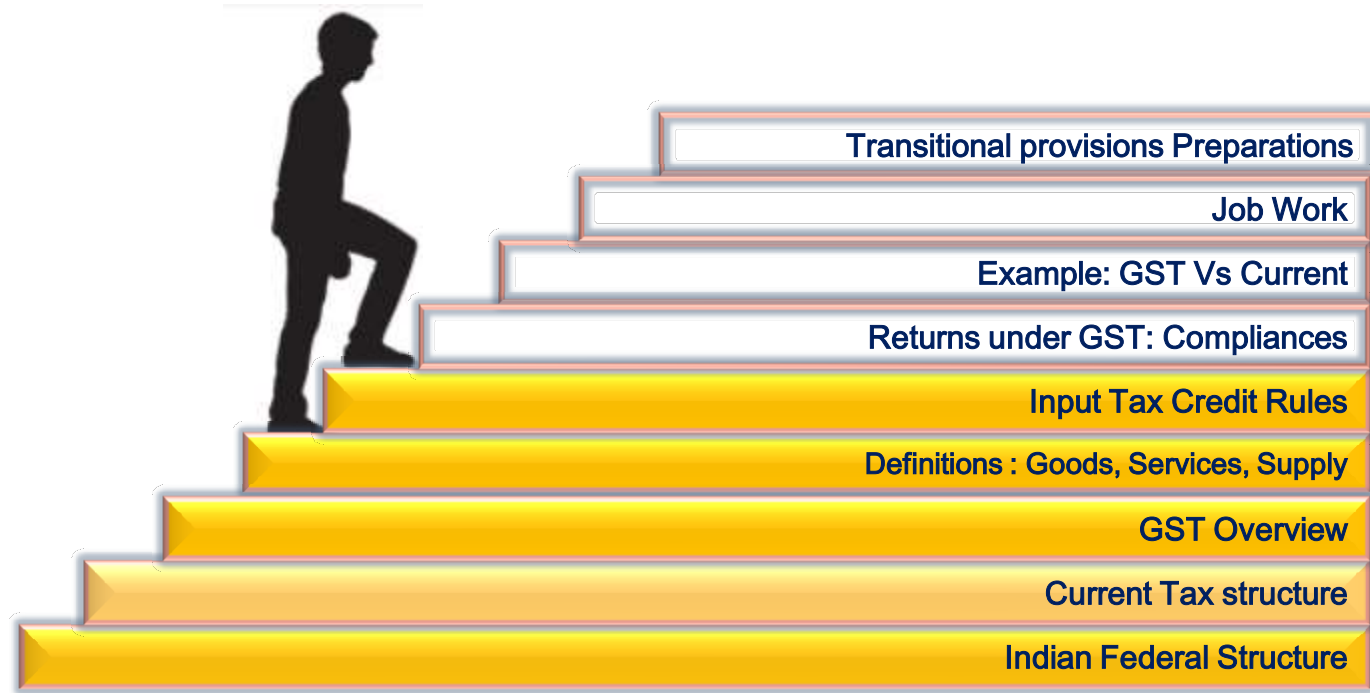 Transitional provisions Preparations
Job Work
Example: GST Vs Current
Returns under GST: Compliances
Input Tax Credit Rules
Definitions : Goods, Services, Supply
GST Overview
Current Tax structure
Indian Federal Structure